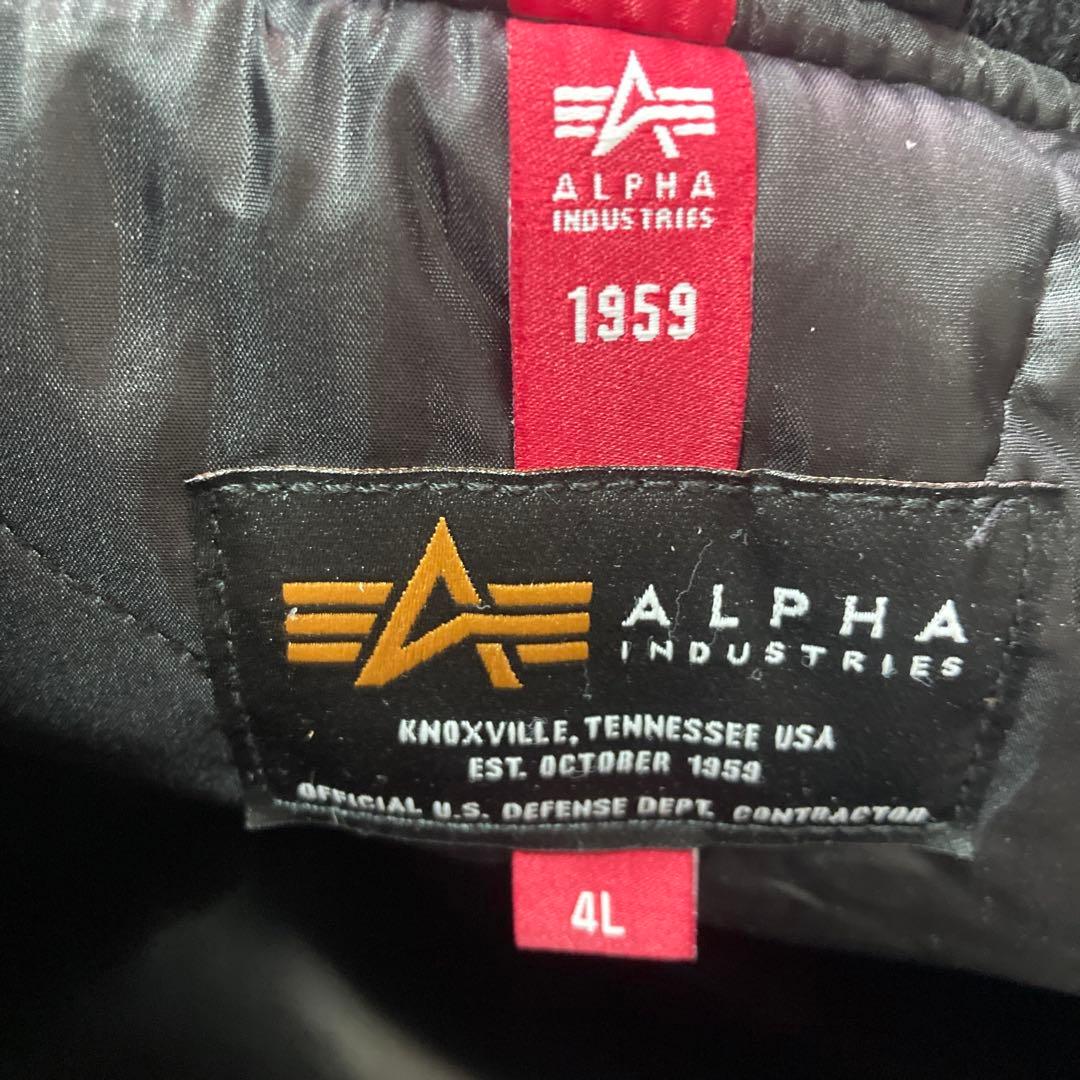 ALPHA
INDUSTRIES
1959
ALPHA
INDUSTRIES
KNOXVILLE, TENNESSEE USA
EST. OCTOBER 1959
OFFICIAL U.S. DEFENSE DEPT. CONTRACTOR
4L